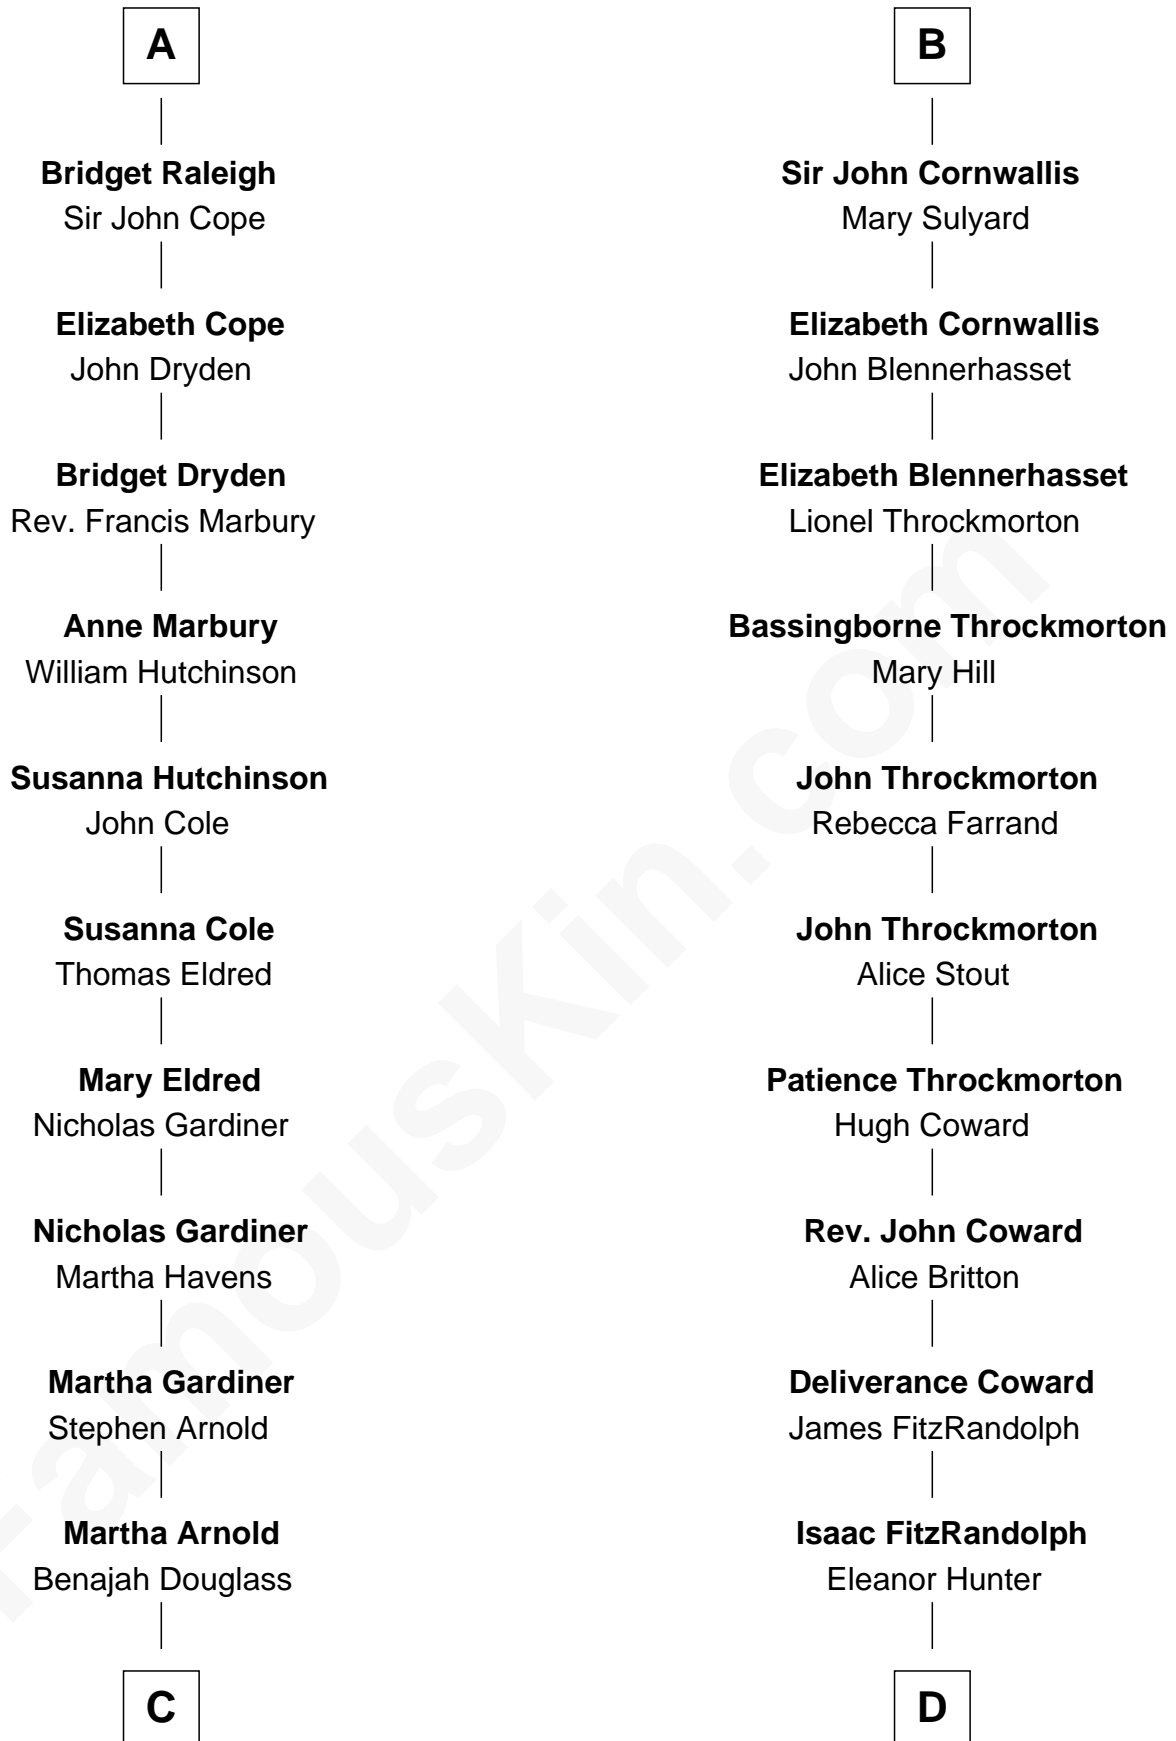 A
Bridget Raleigh
Sir John Cope
Elizabeth Cope
John Dryden
Bridget Dryden
Rev. Francis Marbury
Anne Marbury
William Hutchinson
Susanna Hutchinson
John Cole
Susanna Cole
Thomas Eldred
Mary Eldred
Nicholas Gardiner
Nicholas Gardiner
Martha Havens
Martha Gardiner
Stephen Arnold
Martha Arnold
Benajah Douglass
C
B
Sir John Cornwallis
Mary Sulyard
Elizabeth Cornwallis
John Blennerhasset
Elizabeth Blennerhasset
Lionel Throckmorton
Bassingborne Throckmorton
Mary Hill
John Throckmorton
Rebecca Farrand
John Throckmorton
Alice Stout
Patience Throckmorton
Hugh Coward
Rev. John Coward
Alice Britton
Deliverance Coward
James FitzRandolph
Isaac FitzRandolph
Eleanor Hunter
D
FamousKin.com